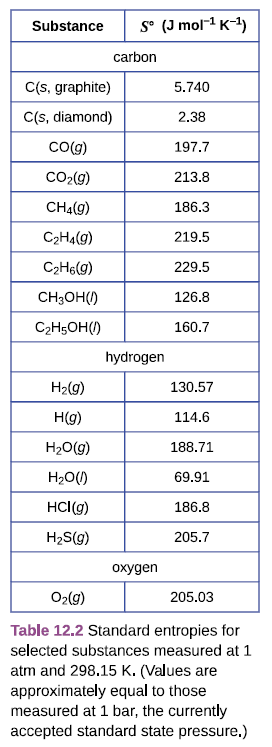 Substance S° (J mol⁻¹ K⁻¹)
carbon
C(s, graphite) 5.740
C(s, diamond) 2.38
CO(g) 197.7
CO₂(g) 213.8
CH₄(g) 186.3
C₂H₄(g) 219.5
C₂H₆(g) 229.5
CH₃OH(l) 126.8
C₂H₅OH(l) 160.7
hydrogen
H₂(g) 130.57
H(g) 114.6
H₂O(g) 188.71
H₂O(l) 69.91
HCl(g) 186.8
H₂S(g) 205.7
oxygen
O₂(g) 205.03
Table 12.2 Standard entropies for
selected substances measured at 1
atm and 298.15 K. (Values are
approximately equal to those
measured at 1 bar, the currently
accepted standard state pressure.)